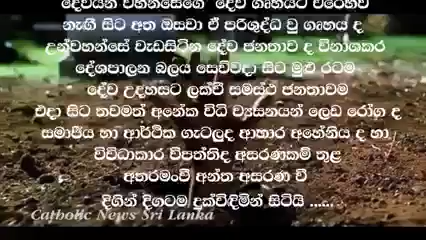 දේවයන් වහන්සේගේ දේව ගෘහයට එරෙහිව
නැගී සිට අත ඔසවා ඒ පරිශුද්ධ වු ගෘහය ද
උන්වහන්සේ වැඩසිටින දේව ජනතාව ද විනාශකර
දේශපාලන බලය සෙව්වදා සිට මුළු රටම
දේව උදහසට ලක්වී සමස්ථ ජනතාවම
එදා සිට තවමත් අනේක විධි ව්‍යසනයන් ලෙඩ රෝග ද
සමාජීය හා ආර්ථික ගැටලුද ආහාර අහේනිය ද හා
විවිධාකාර විපත්තිද අසරණකම් තුළ
අතරමංවී අන්ත අසරණ වී
දිගින් දිගටම දුක්විඳිමින් සිටියි ......
Catholic News Sri Lanka